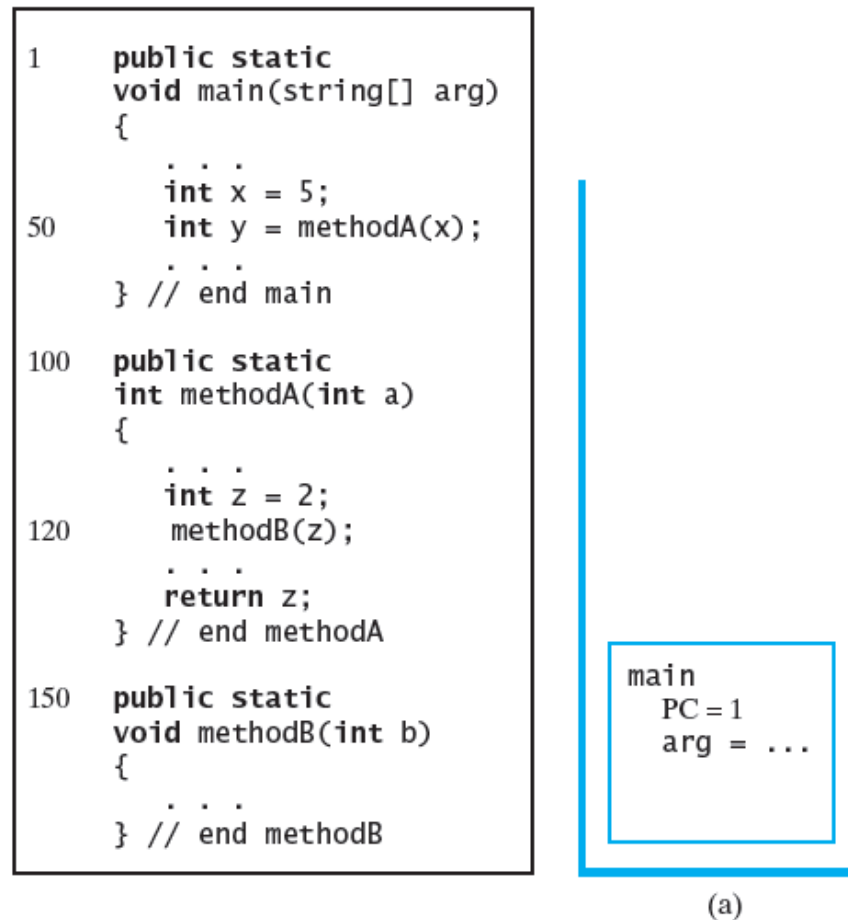 1 public static
void main(string[] arg)
{
. . .
int x = 5;
50 int y = methodA(x);
. . .
} // end main
100 public static
int methodA(int a)
{
. . .
int z = 2;
120 methodB(z);
. . .
return z;
} // end methodA
150 public static
void methodB(int b)
{
. . .
} // end methodB
main
PC = 1
arg = ...
(a)